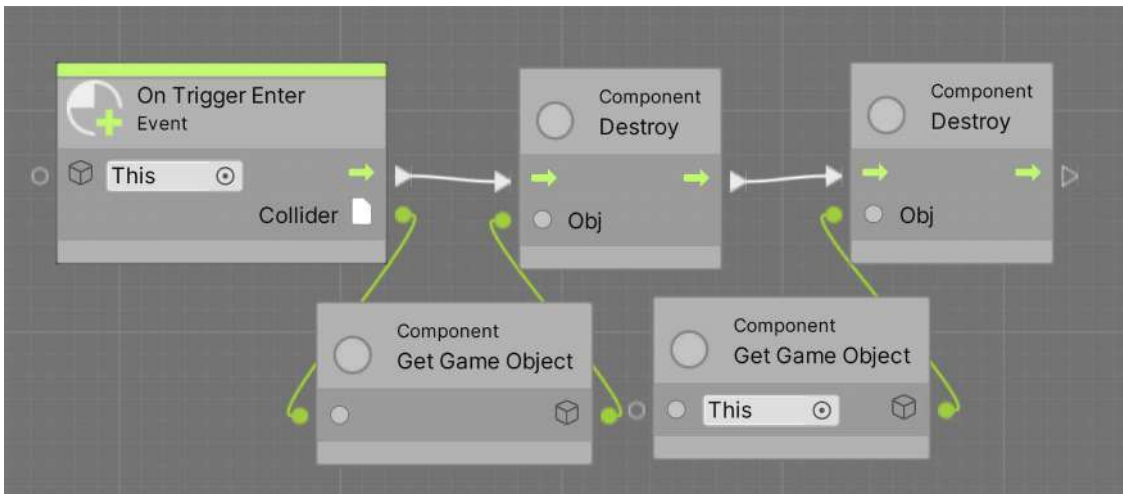 On Trigger Enter
Event
This
Collider
Component
Destroy
Obj
Component
Destroy
Obj
Component
Get Game Object
Component
Get Game Object
This